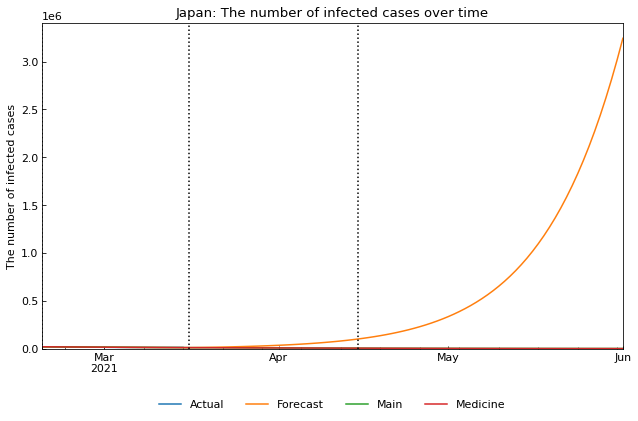 Japan: The number of infected cases over time
1e6
3.0
2.5
2.0
1.5
1.0
0.5
0.0
The number of infected cases
Mar Apr May Jun
2021
Actual Forecast Main Medicine